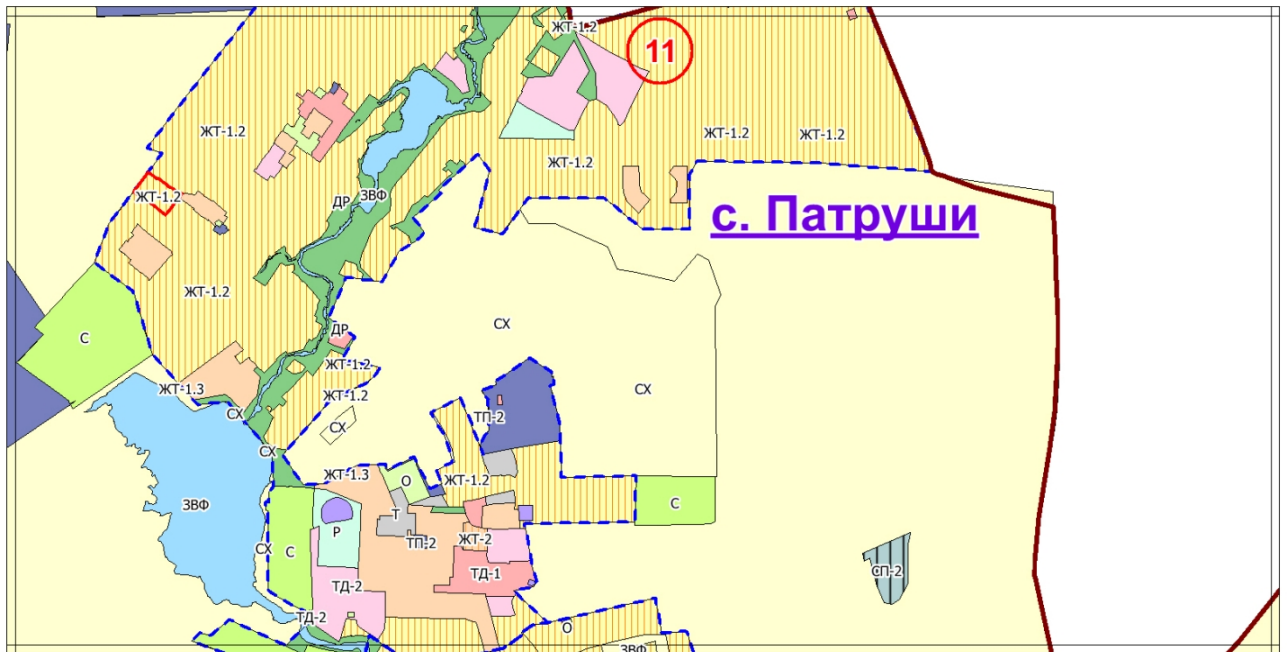 ЖТ-1.2
11
ЖТ-1.2
ЖТ-1.2
ЖТ-1.2
ЖТ-1.2
ЖТ-1.2
ДР
ЗВФ
с. Патруши
ЖТ-1.2
СХ
ДР
С
ЖТ-1.2
ЖТ-1.3
ЖТ-1.2
СХ
СХ
ТП-2
СХ
СХ
ЖТ-1.3
О
ЖТ-1.2
ЗВФ
С
Т
Р
ТП-2
ЖТ-2
СХ
С
ТД-1
СП-2
ТД-2
ТД-2
О
ЗВФ